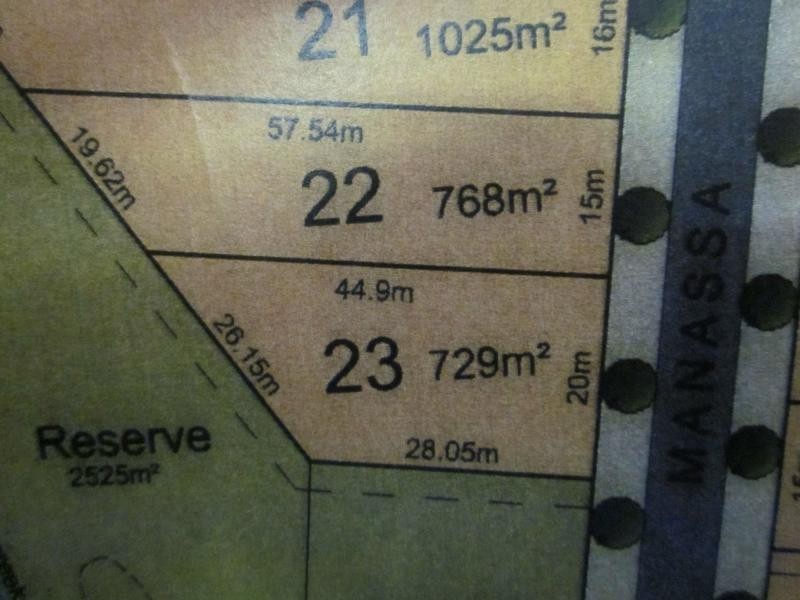 21 1025m²
16m
57.54m
19.62m
22 768m²
15m
44.9m
26.15m
23 729m²
20m
28.05m
Reserve
2525m²
MANASSA